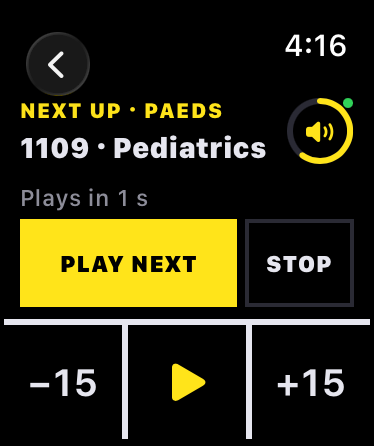 4:16
NEXT UP · PAEDS
1109 · Pediatrics
Plays in 1 s
PLAY NEXT
STOP
−15
+15